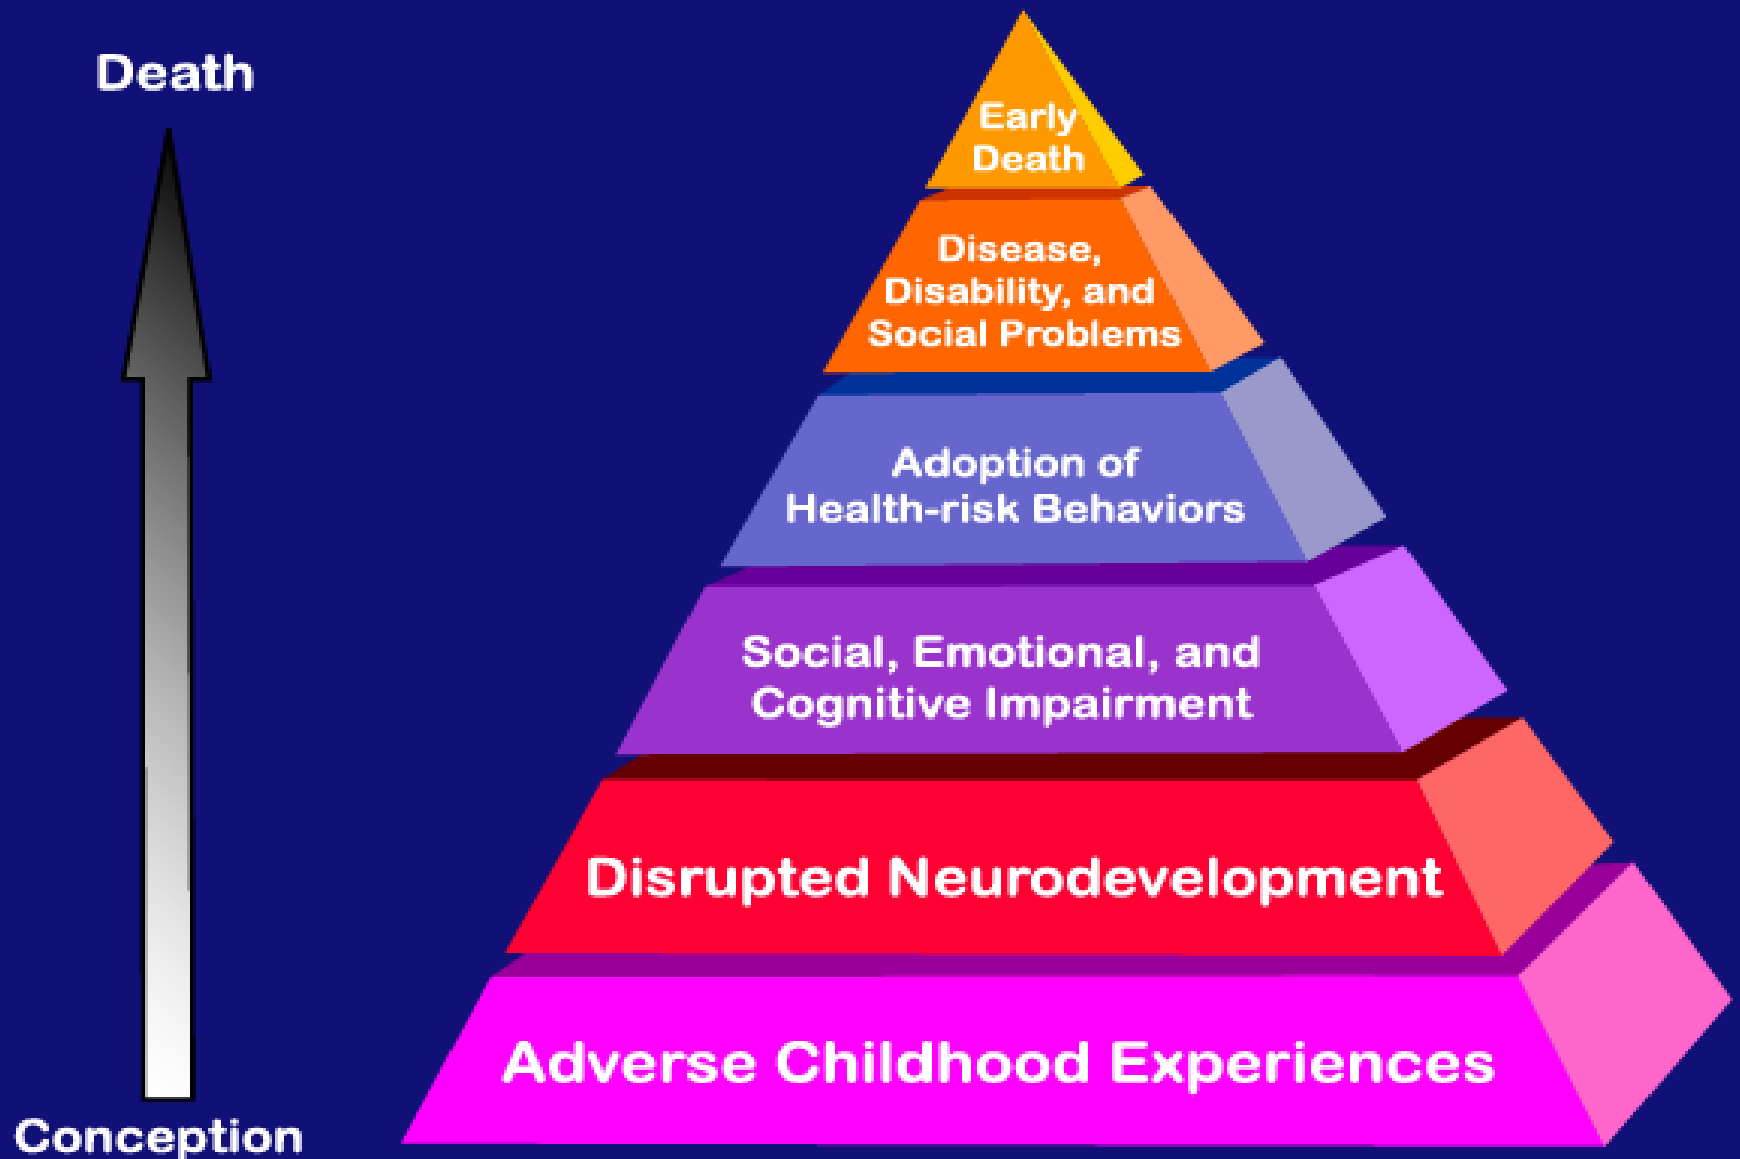 Death
Early
Death
Disease,
Disability, and
Social Problems
Adoption of
Health-risk Behaviors
Social, Emotional, and
Cognitive Impairment
Disrupted Neurodevelopment
Adverse Childhood Experiences
Conception